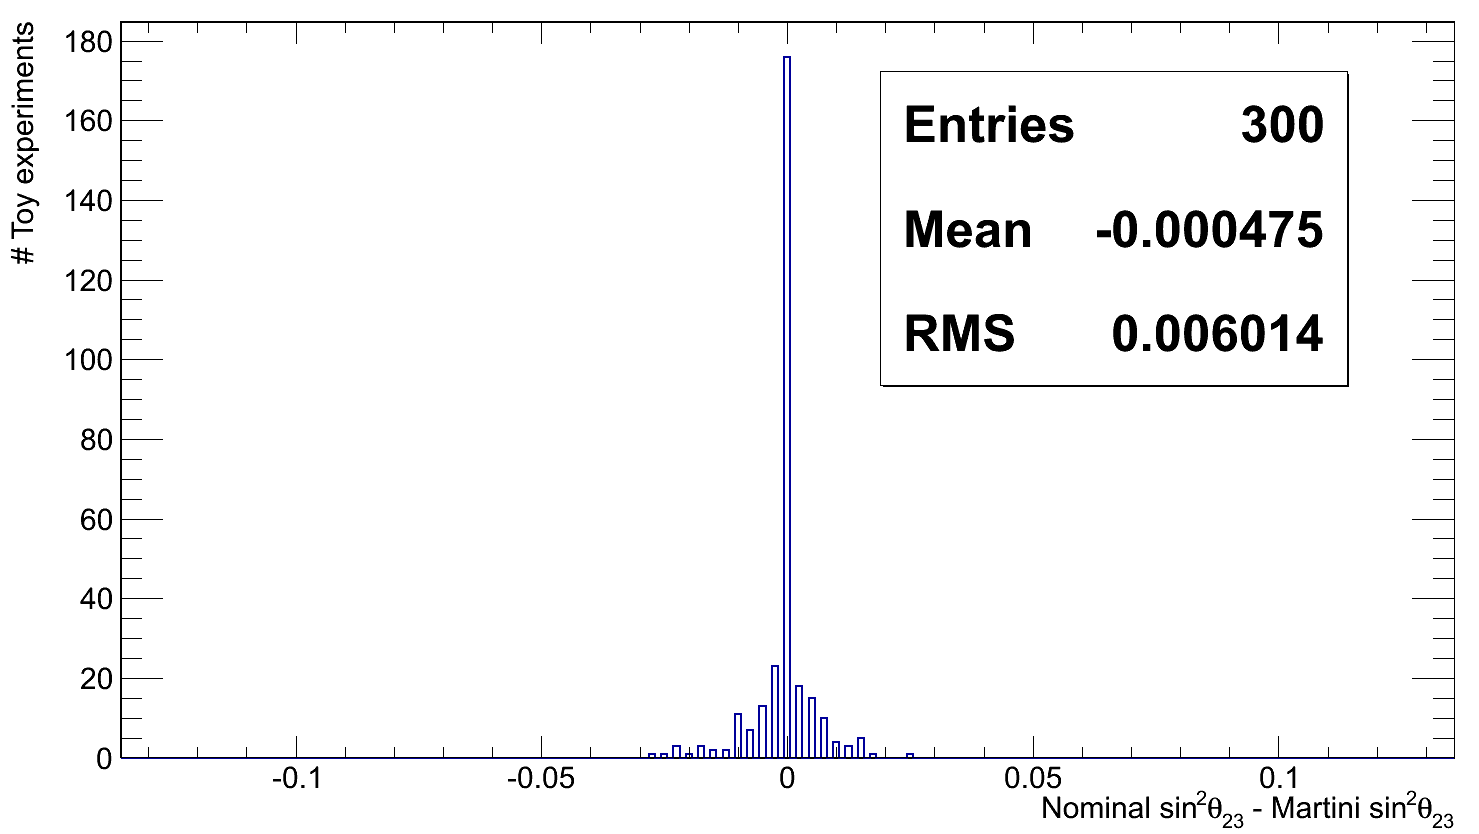 # Toy experiments
180
160
140
120
100
80
60
40
20
0
Entries 300
Mean -0.000475
RMS 0.006014
-0.1 -0.05 0 0.05 0.1
Nominal sin²θ₂₃ - Martini sin²θ₂₃